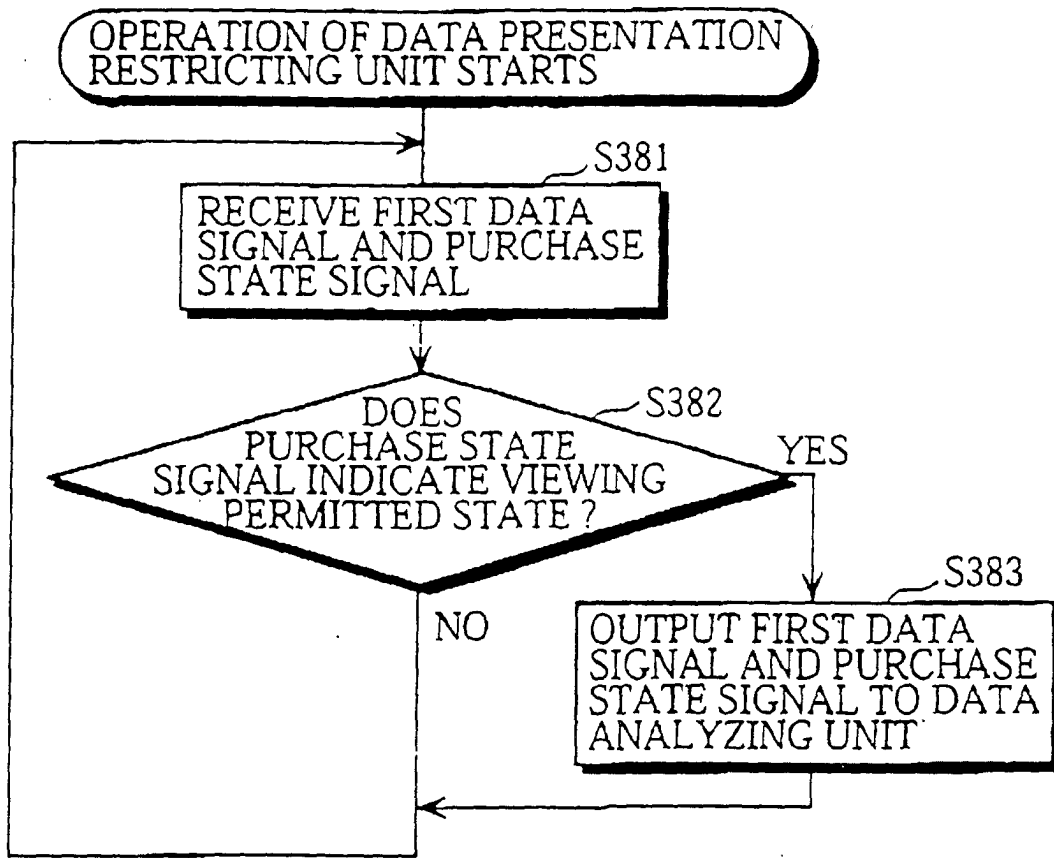 OPERATION OF DATA PRESENTATION
RESTRICTING UNIT STARTS
S381
RECEIVE FIRST DATA
SIGNAL AND PURCHASE
STATE SIGNAL
S382
DOES
PURCHASE STATE
SIGNAL INDICATE VIEWING
PERMITTED STATE ?
YES
NO
S383
OUTPUT FIRST DATA
SIGNAL AND PURCHASE
STATE SIGNAL TO DATA
ANALYZING UNIT